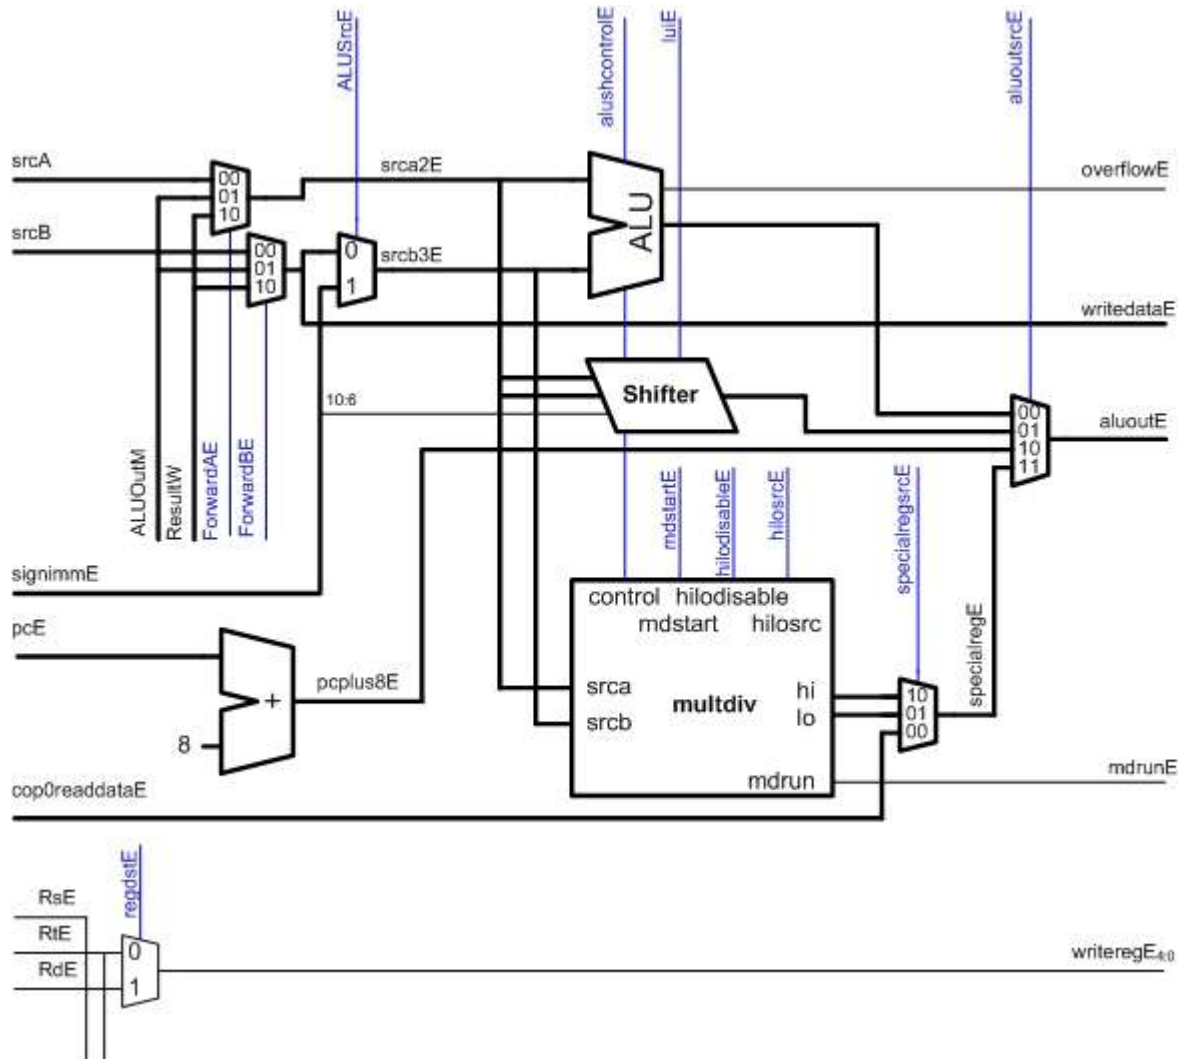 ALUSrcE
alushcontrolE
luiE
aluoutsrcE
srcA
00
01
10
srca2E
ALU
overflowE
srcB
00
01
10
0
1
srcb3E
writedataE
10:6
Shifter
00
01
10
11
aluoutE
ALUOutM
ResultW
ForwardAE
ForwardBE
mdstartE
hilodisableE
hilosrcE
specialregsrcE
specialregE
signimmE
control hilodisable
mdstart hilosrc
pcE
+
8
pcplus8E
srca
srcb
multdiv
hi
lo
10
01
00
mdrun
mdrunE
cop0readdataE
regdstE
RsE
RtE
RdE
0
1
writeregE4:0